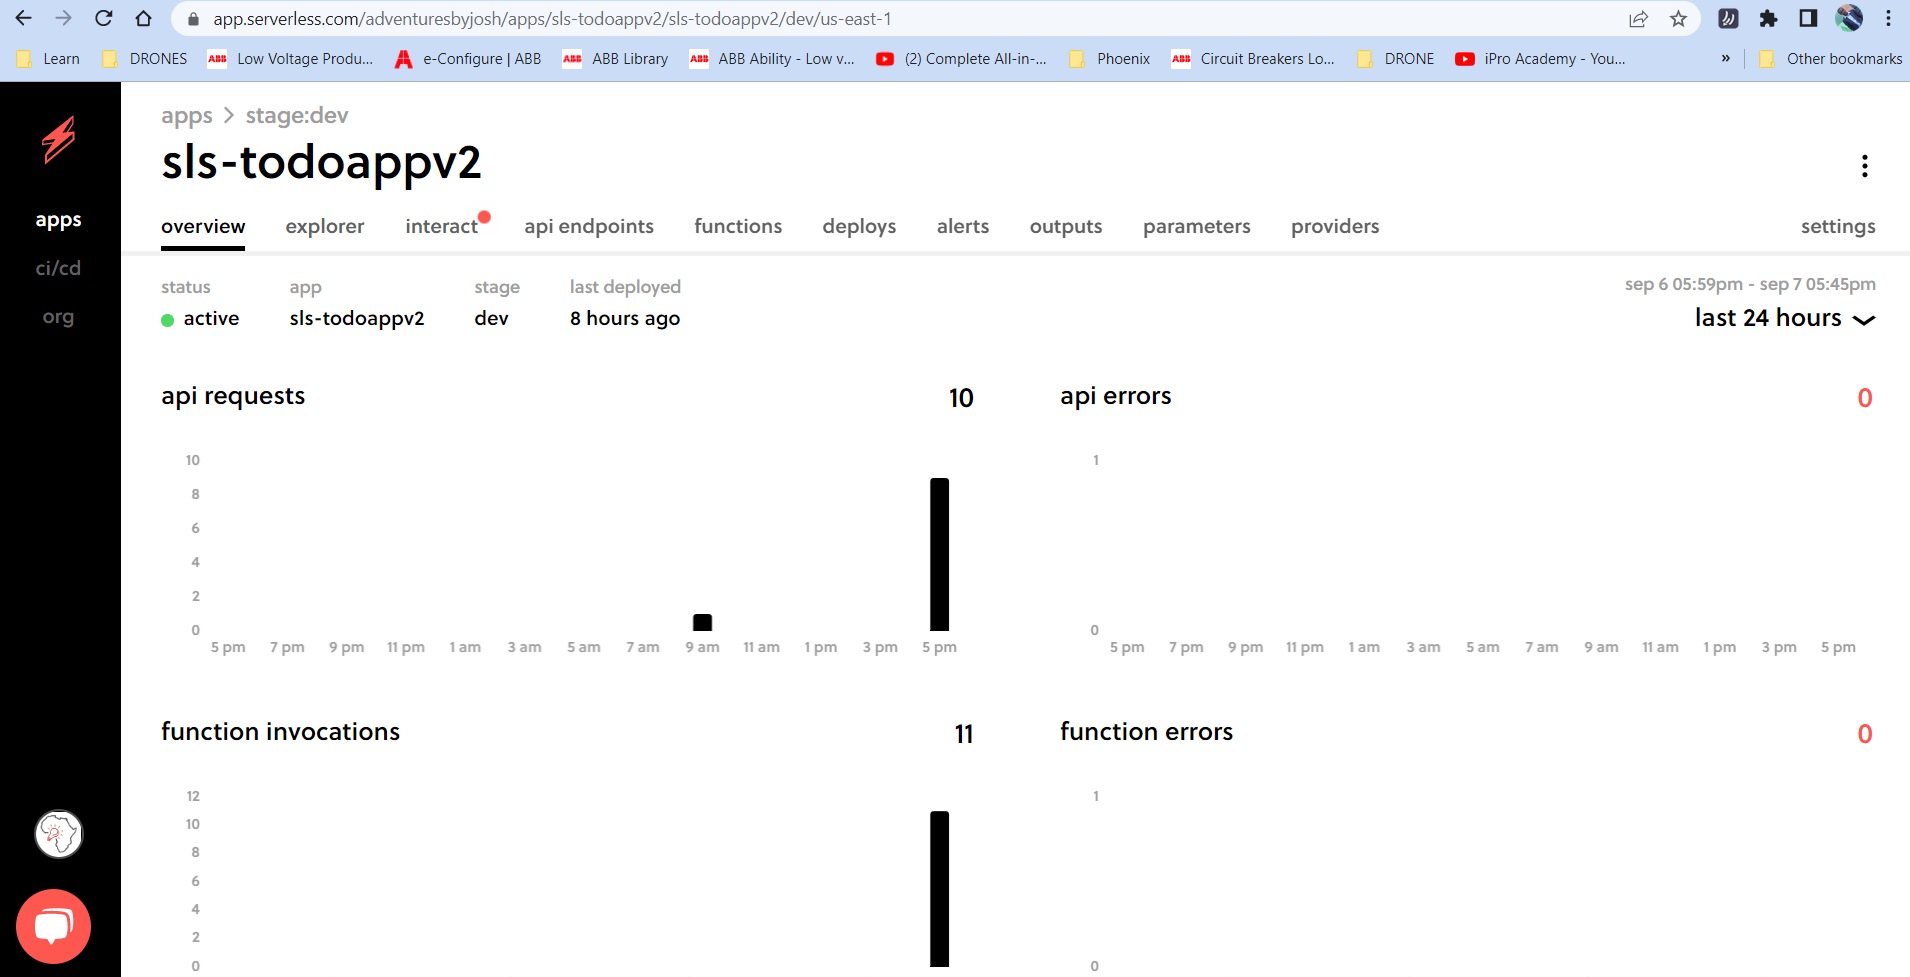 app.serverless.com/adventuresbyjosh/apps/sls-todoappv2/sls-todoappv2/dev/us-east-1
Learn DRONES ABB Low Voltage Produ... e-Configure | ABB ABB ABB Library ABB ABB Ability - Low v... (2) Complete All-in-... Phoenix ABB Circuit Breakers Lo... DRONE iPro Academy - You... » Other bookmarks
apps > stage:dev
sls-todoappv2
apps
ci/cd
org
overview explorer interact api endpoints functions deploys alerts outputs parameters providers settings
status app stage last deployed
active sls-todoappv2 dev 8 hours ago
sep 6 05:59pm - sep 7 05:45pm
last 24 hours
api requests 10
10
8
6
4
2
0
5 pm 7 pm 9 pm 11 pm 1 am 3 am 5 am 7 am 9 am 11 am 1 pm 3 pm 5 pm
api errors 0
1
0
5 pm 7 pm 9 pm 11 pm 1 am 3 am 5 am 7 am 9 am 11 am 1 pm 3 pm 5 pm
function invocations 11
12
10
8
6
4
2
0
function errors 0
1
0